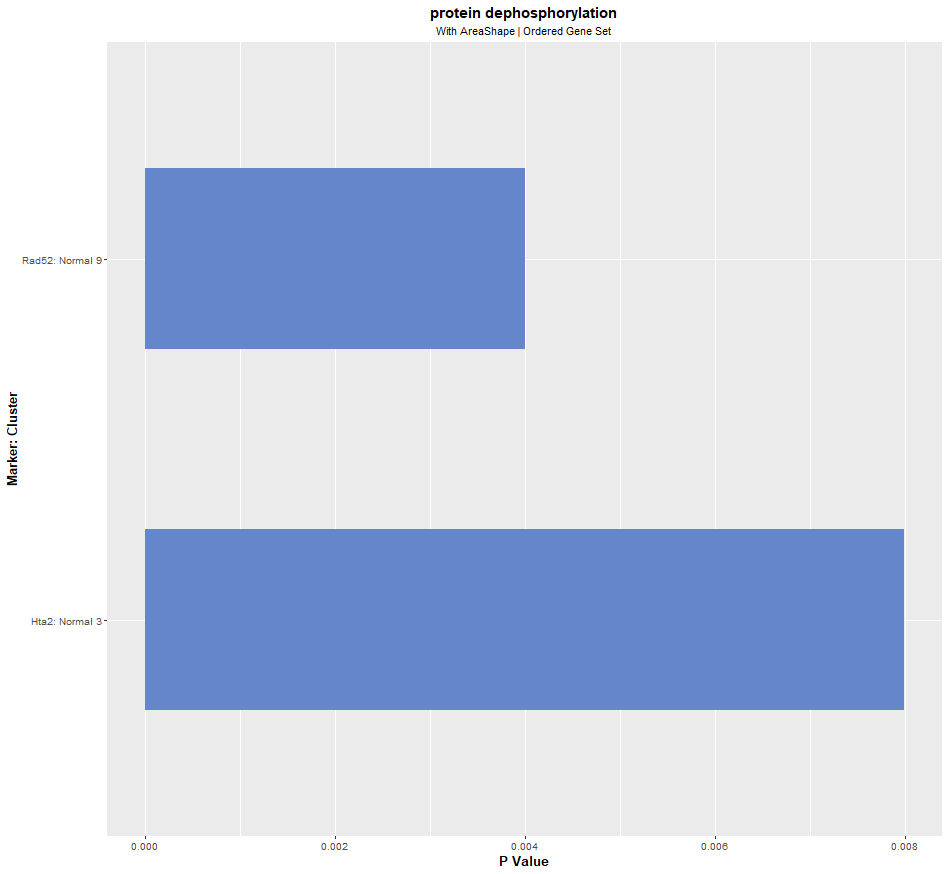 protein dephosphorylation
With AreaShape | Ordered Gene Set
Marker: Cluster
Rad52: Normal 9
Hta2: Normal 3
0.000 0.002 0.004 0.006 0.008
P Value